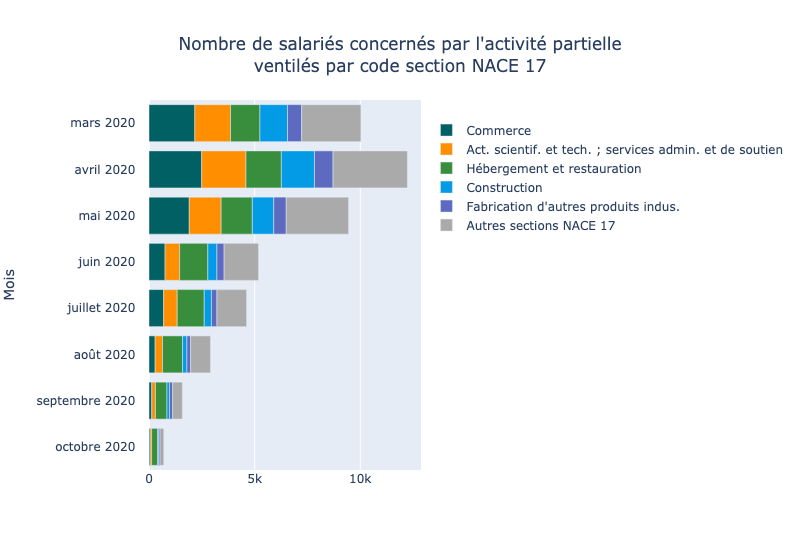 Nombre de salariés concernés par l'activité partielle
ventilés par code section NACE 17
Mois
mars 2020
avril 2020
mai 2020
juin 2020
juillet 2020
août 2020
septembre 2020
octobre 2020
0
5k
10k
Commerce
Act. scientif. et tech. ; services admin. et de soutien
Hébergement et restauration
Construction
Fabrication d'autres produits indus.
Autres sections NACE 17